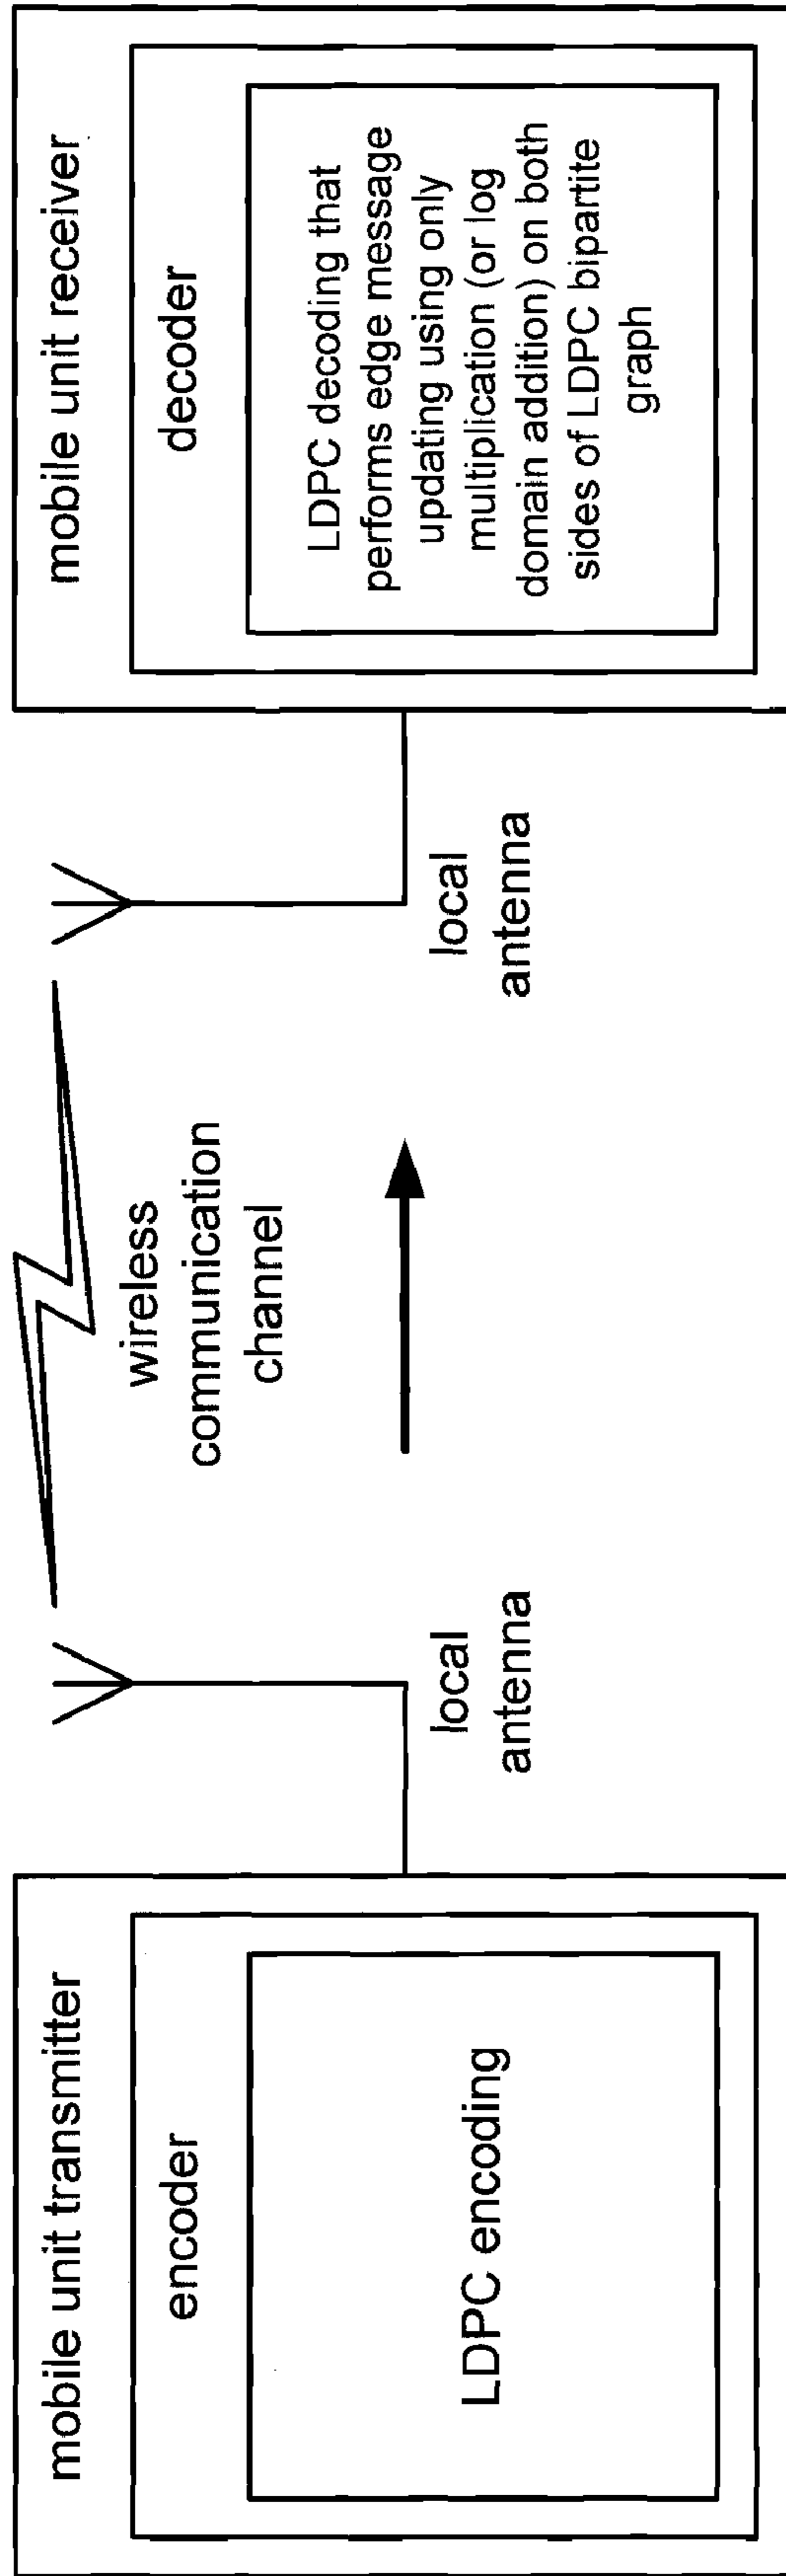 mobile unit transmitter
encoder
LDPC encoding
local
antenna
wireless
communication
channel
local
antenna
mobile unit receiver
decoder
LDPC decoding that
performs edge message
updating using only
multiplication (or log
domain addition) on both
sides of LDPC bipartite
graph